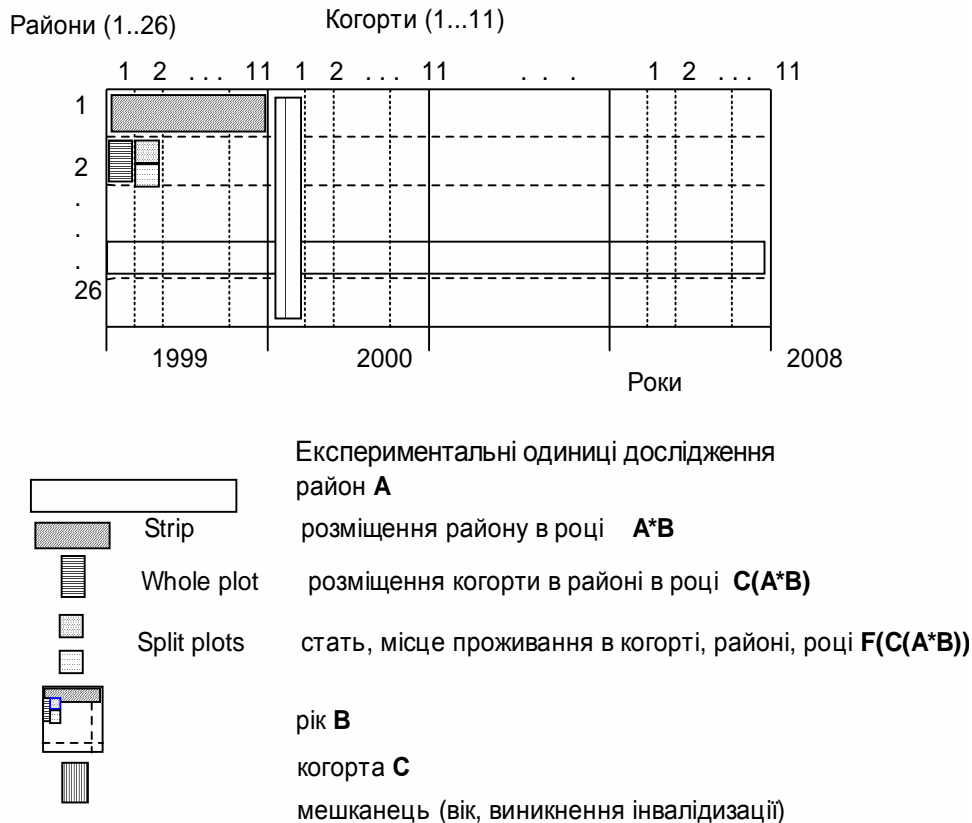 Райони (1..26)
Когорти (1...11)
1 2 ... 11 1 2 ... 11 . . . 1 2 ... 11
1
2
.
.
.
26
1999 2000 2008
Роки
Експериментальні одиниці дослідження
район A
Strip розміщення району в році A*B
Whole plot розміщення когорти в районі в році C(A*B)
Split plots стать, місце проживання в когорті, районі, році F(C(A*B))
рік B
когорта C
мешканець (вік, виникнення інвалідизації)